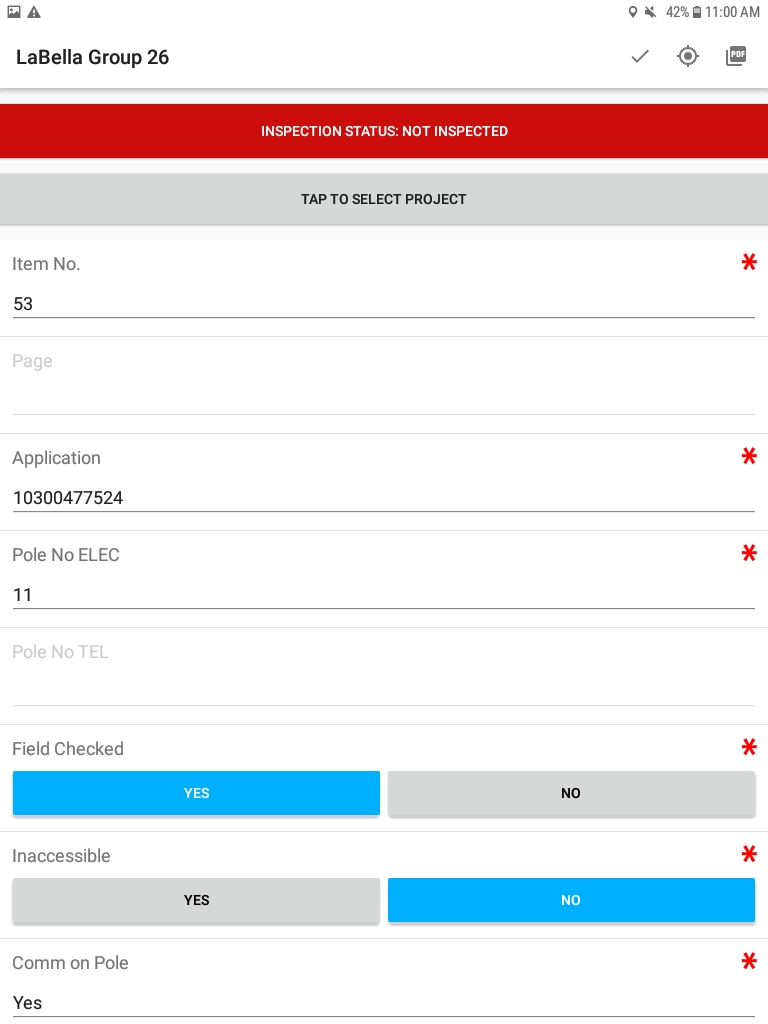 42% 11:00 AM
LaBella Group 26
PDF
INSPECTION STATUS: NOT INSPECTED
TAP TO SELECT PROJECT
Item No. *
53
Page
Application *
10300477524
Pole No ELEC *
11
Pole No TEL
Field Checked *
YES NO
Inaccessible *
YES NO
Comm on Pole *
Yes